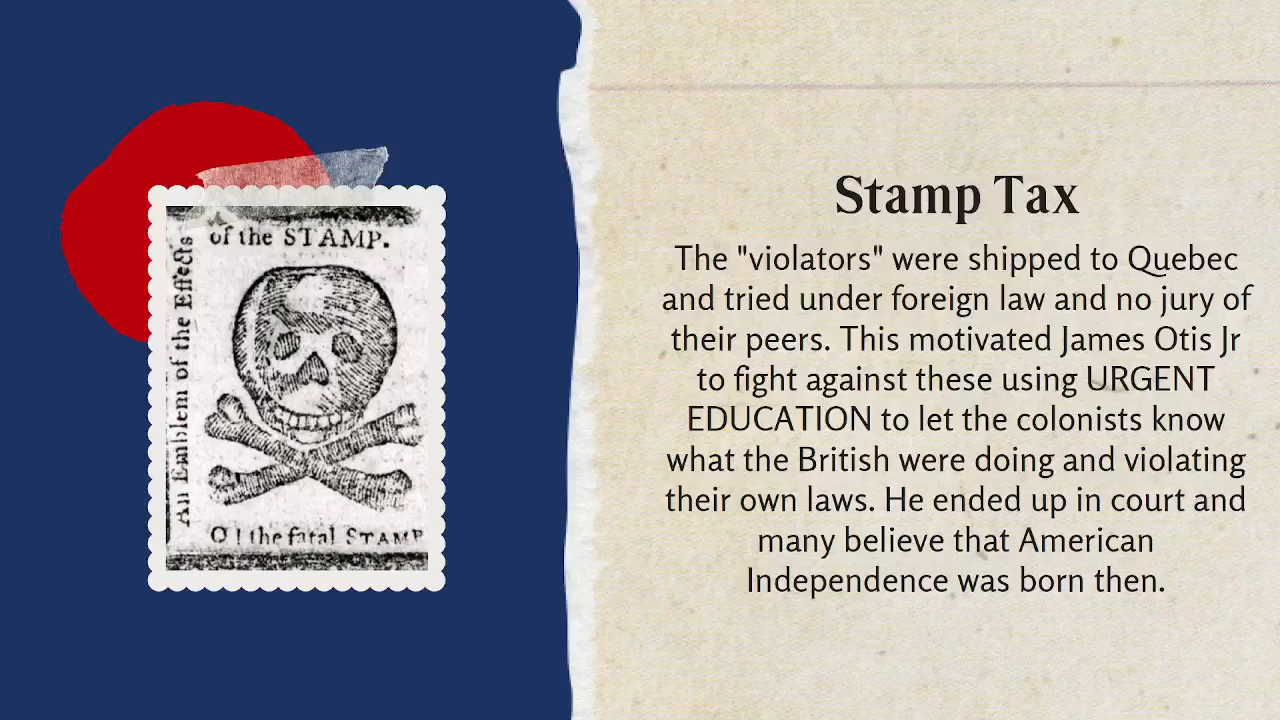 of the STAMP.
An Emblem of the Effects
O! the fatal STAMP
Stamp Tax
The "violators" were shipped to Quebec
and tried under foreign law and no jury of
their peers. This motivated James Otis Jr
to fight against these using URGENT
EDUCATION to let the colonists know
what the British were doing and violating
their own laws. He ended up in court and
many believe that American
Independence was born then.